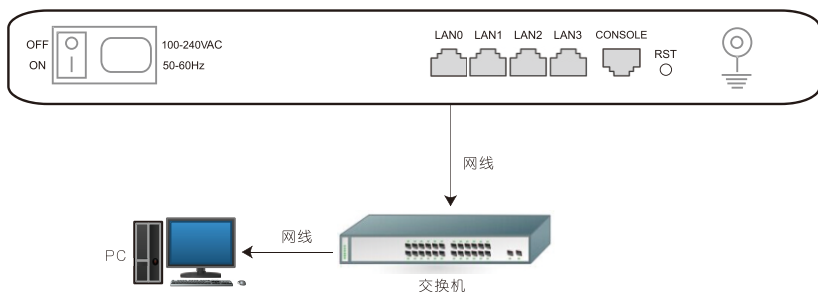 OFF
ON
100-240VAC
50-60Hz
LAN0 LAN1 LAN2 LAN3 CONSOLE
RST
网线
网线
PC
交换机